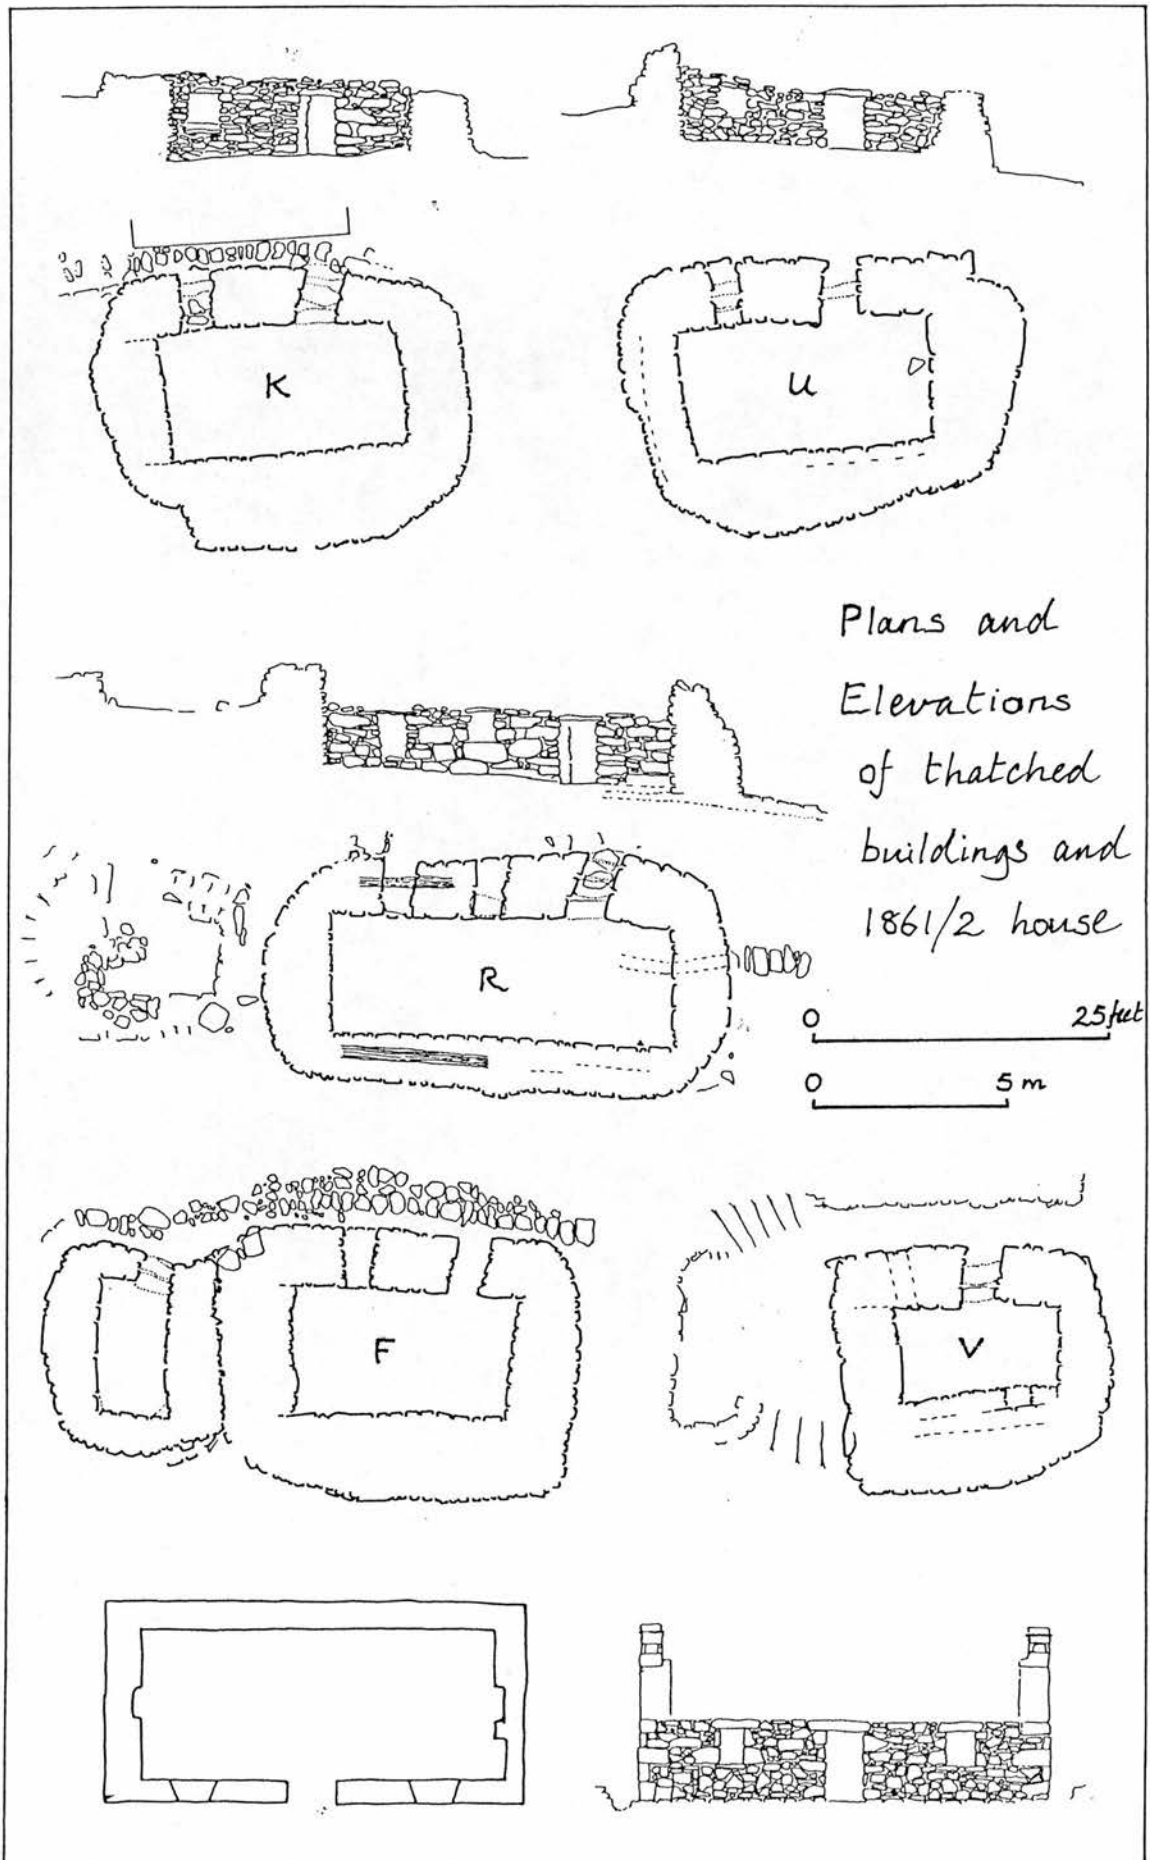 K
U
Plans and
Elevations
of thatched
buildings and
1861/2 house
R
0 25 feet
0 5 m
F
V